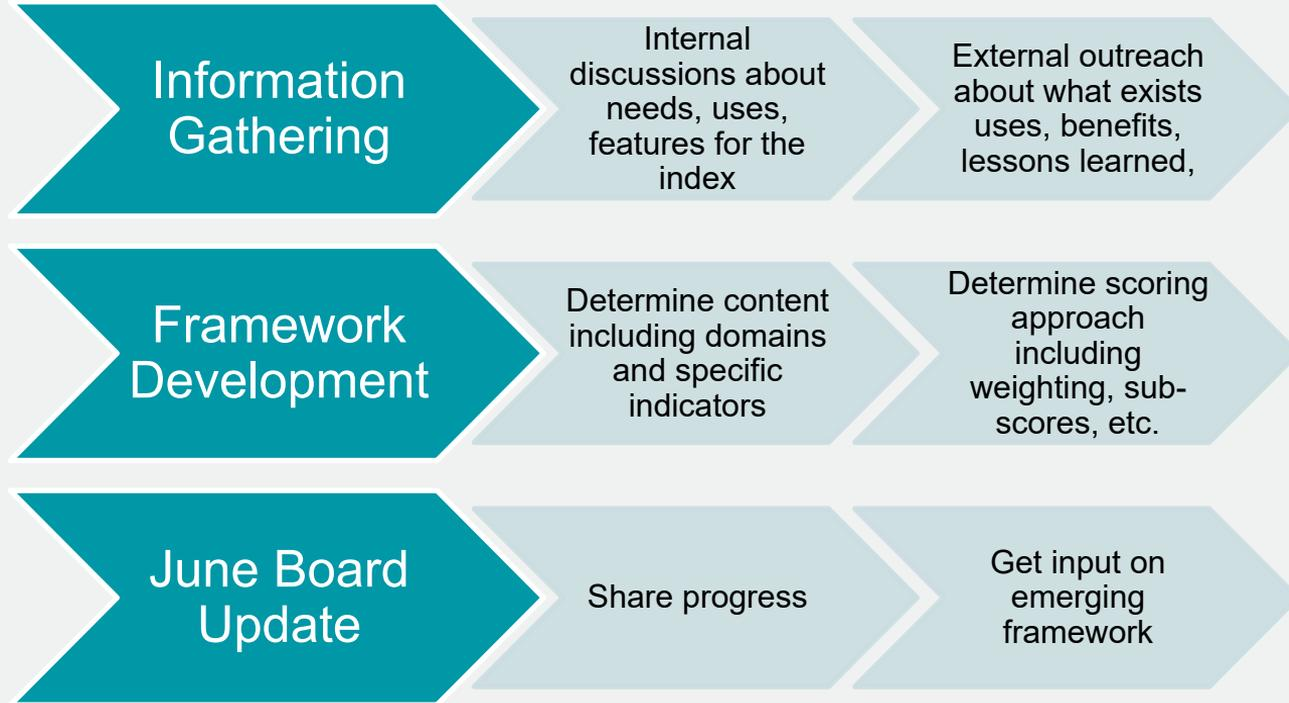 Information
Gathering
Internal
discussions about
needs, uses,
features for the
index
External outreach
about what exists
uses, benefits,
lessons learned,
Framework
Development
Determine content
including domains
and specific
indicators
Determine scoring
approach
including
weighting, sub-
scores, etc.
June Board
Update
Share progress
Get input on
emerging
framework